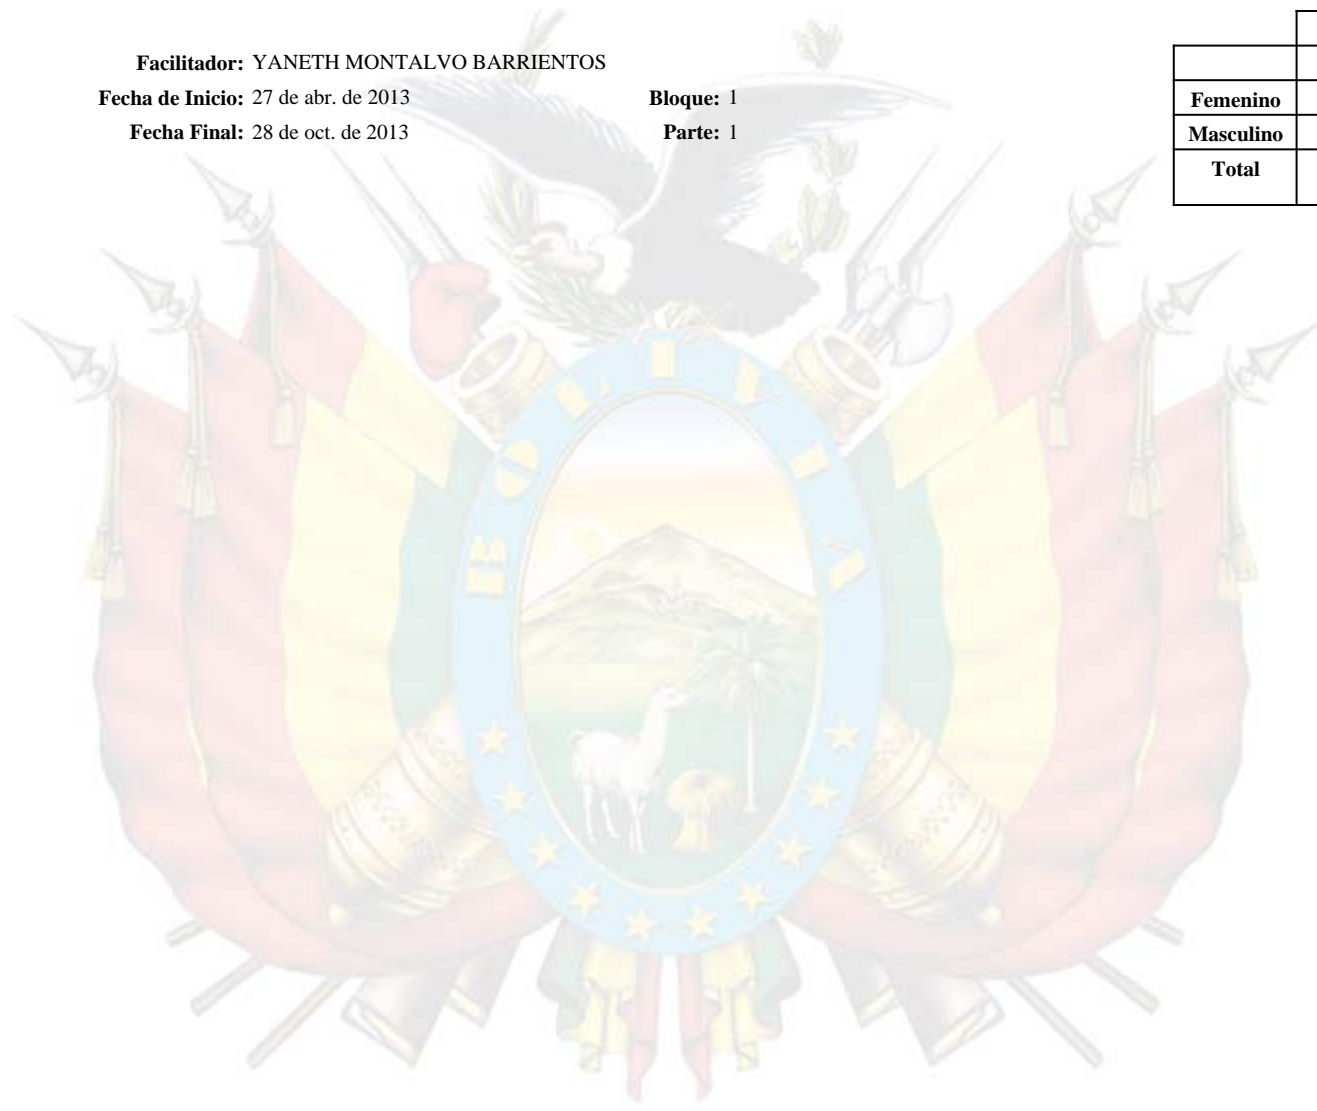 Facilitador: YANETH MONTALVO BARRIENTOS
Fecha de Inicio: 27 de abr. de 2013 Bloque: 1
Fecha Final: 28 de oct. de 2013 Parte: 1
Femenino
Masculino
Total
BOLIVIA